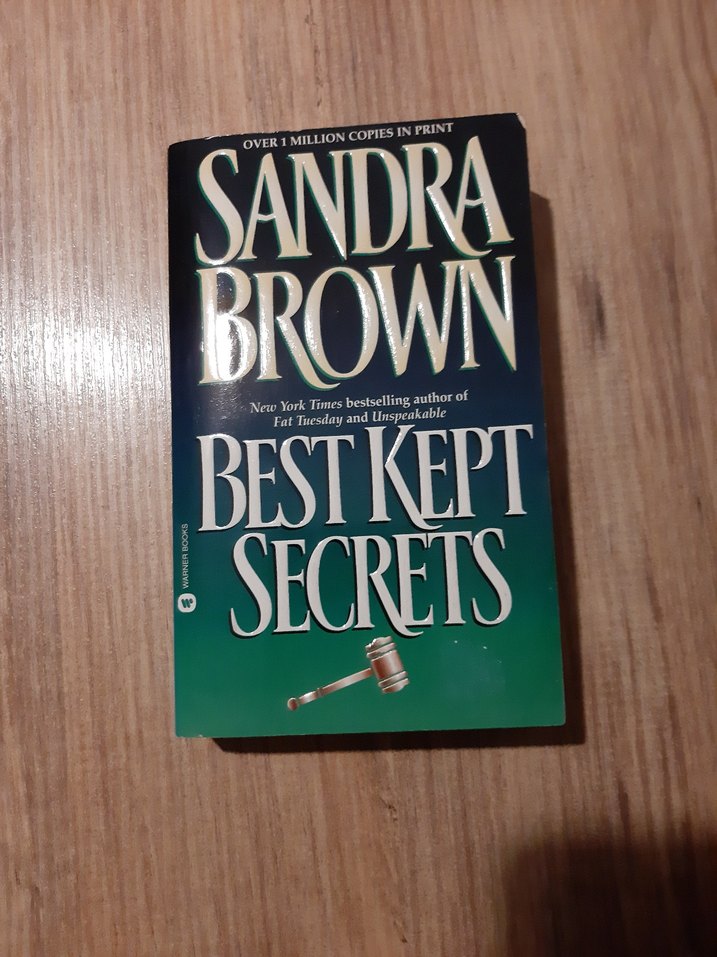 OVER 1 MILLION COPIES IN PRINT
SANDRA
BROWN
New York Times bestselling author of
Fat Tuesday and Unspeakable
BEST KEPT
SECRETS
WARNER BOOKS